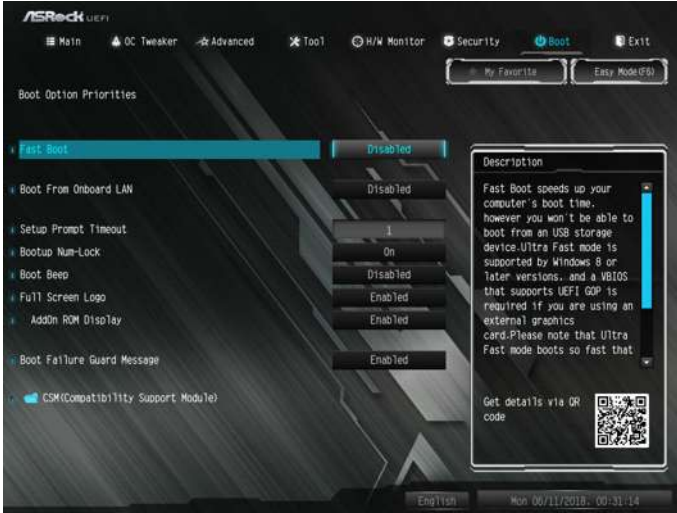 ASRock UEFI
Main OC Tweaker Advanced Tool H/W Monitor Security Boot Exit
My Favorite Easy Mode(F6)
Boot Option Priorities
Fast Boot Disabled
Boot From Onboard LAN Disabled
Setup Prompt Timeout 1
Bootup Num-Lock On
Boot Beep Disabled
Full Screen Logo Enabled
AddOn ROM Display Enabled
Boot Failure Guard Message Enabled
CSM(Compatibility Support Module)
Description
Fast Boot speeds up your
computer's boot time.
however you won't be able to
boot from an USB storage
device.Ultra Fast mode is
supported by Windows 8 or
later versions. and a VBIOS
that supports UEFI GOP is
required if you are using an
external graphics
card.Please note that Ultra
Fast mode boots so fast that
Get details via QR
code
English Mon 06/11/2018. 00:31:14